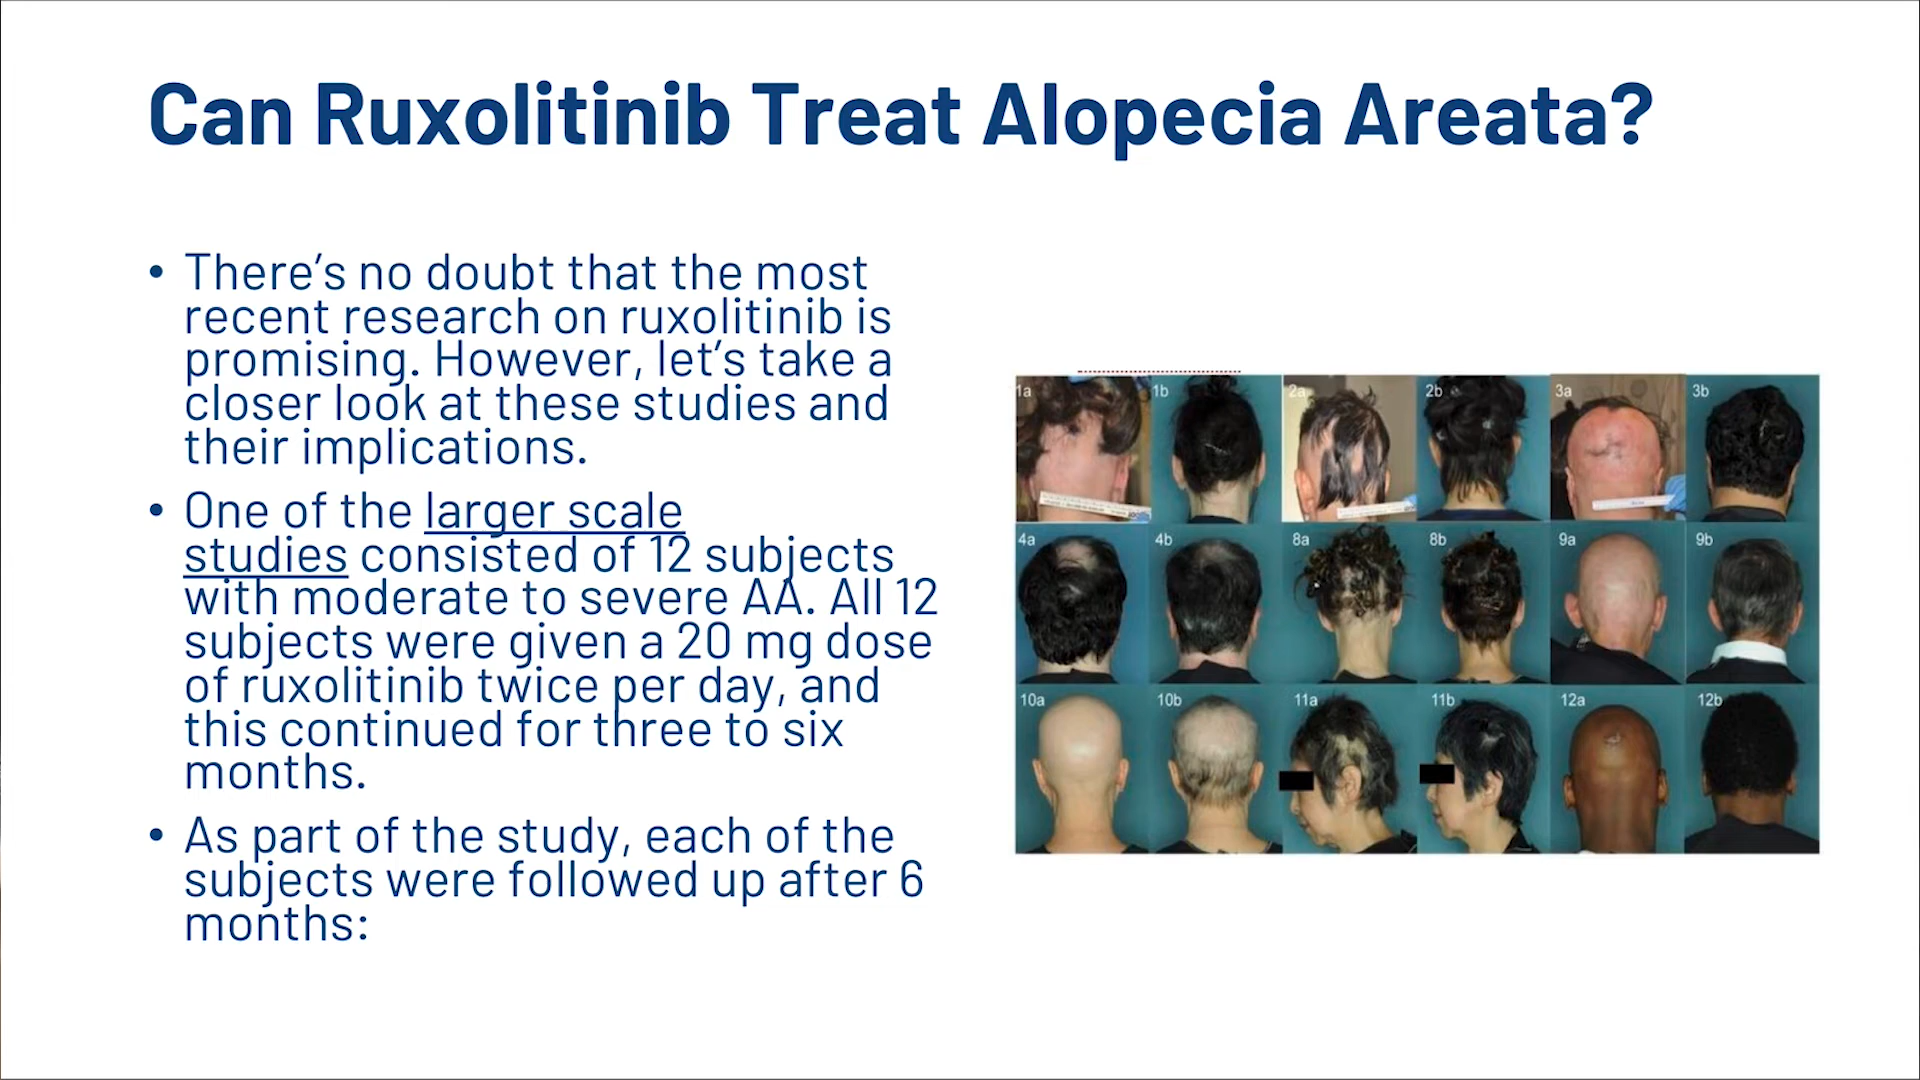 Can Ruxolitinib Treat Alopecia Areata?
• There's no doubt that the most
recent research on ruxolitinib is
promising. However, let's take a
closer look at these studies and
their implications.
• One of the larger scale
studies consisted of 12 subjects
with moderate to severe AA. All 12
subjects were given a 20 mg dose
of ruxolitinib twice per day, and
this continued for three to six
months.
• As part of the study, each of the
subjects were followed up after 6
months:
1a 1b 2a 2b 3a 3b
4a 4b 8a 8b 9a 9b
10a 10b 11a 11b 12a 12b